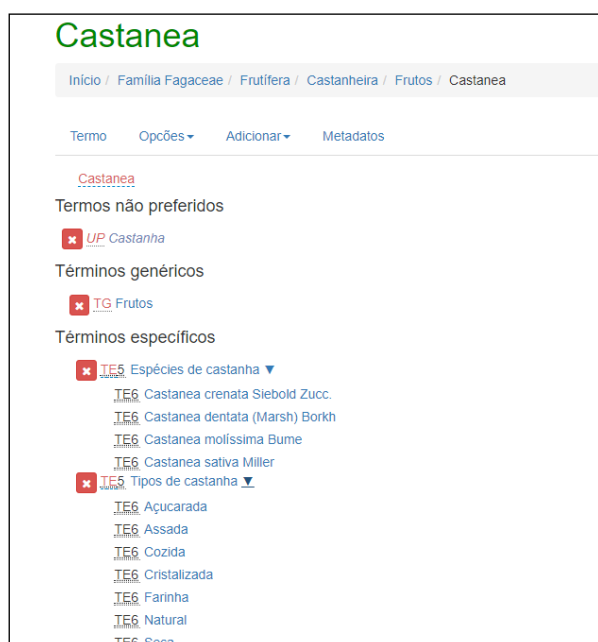 Castanea
Início / Família Fagaceae / Frutífera / Castanheira / Frutos / Castanea
Termo Opcões Adicionar Metadatos
Castanea
Termos não preferidos
UP Castanha
Términos genéricos
TG Frutos
Términos específicos
TE5 Espécies de castanha ▼
TE6 Castanea crenata Siebold Zucc.
TE6 Castanea dentata (Marsh) Borkh
TE6 Castanea molíssima Bume
TE6 Castanea sativa Miller
TE5 Tipos de castanha ▼
TE6 Açucarada
TE6 Assada
TE6 Cozida
TE6 Cristalizada
TE6 Farinha
TE6 Natural
TE6 Seca